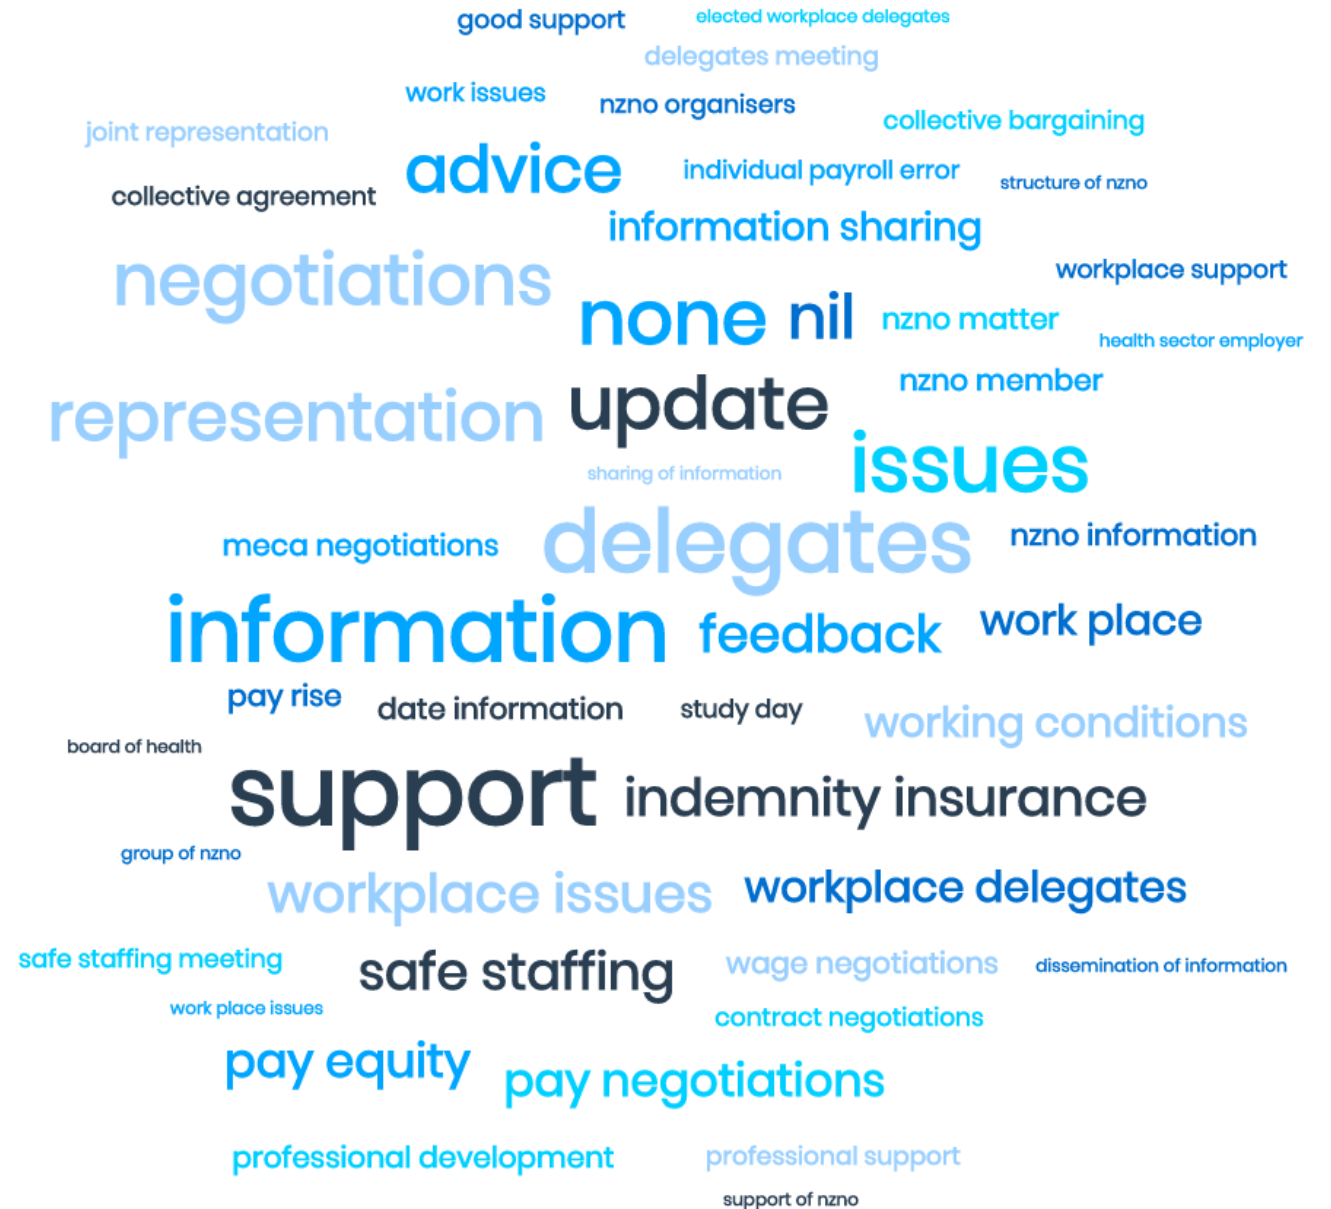 good support
elected workplace delegates
delegates meeting
work issues
nzno organisers
collective bargaining
joint representation
advice
individual payroll error
structure of nzno
collective agreement
information sharing
negotiations
workplace support
none
nil
nzno matter
health sector employer
nzno member
representation
update
issues
sharing of information
meca negotiations
delegates
nzno information
information
feedback
work place
pay rise
date information
study day
working conditions
board of health
support
indemnity insurance
group of nzno
workplace issues
workplace delegates
safe staffing meeting
safe staffing
wage negotiations
dissemination of information
work place issues
contract negotiations
pay equity
pay negotiations
professional development
professional support
support of nzno